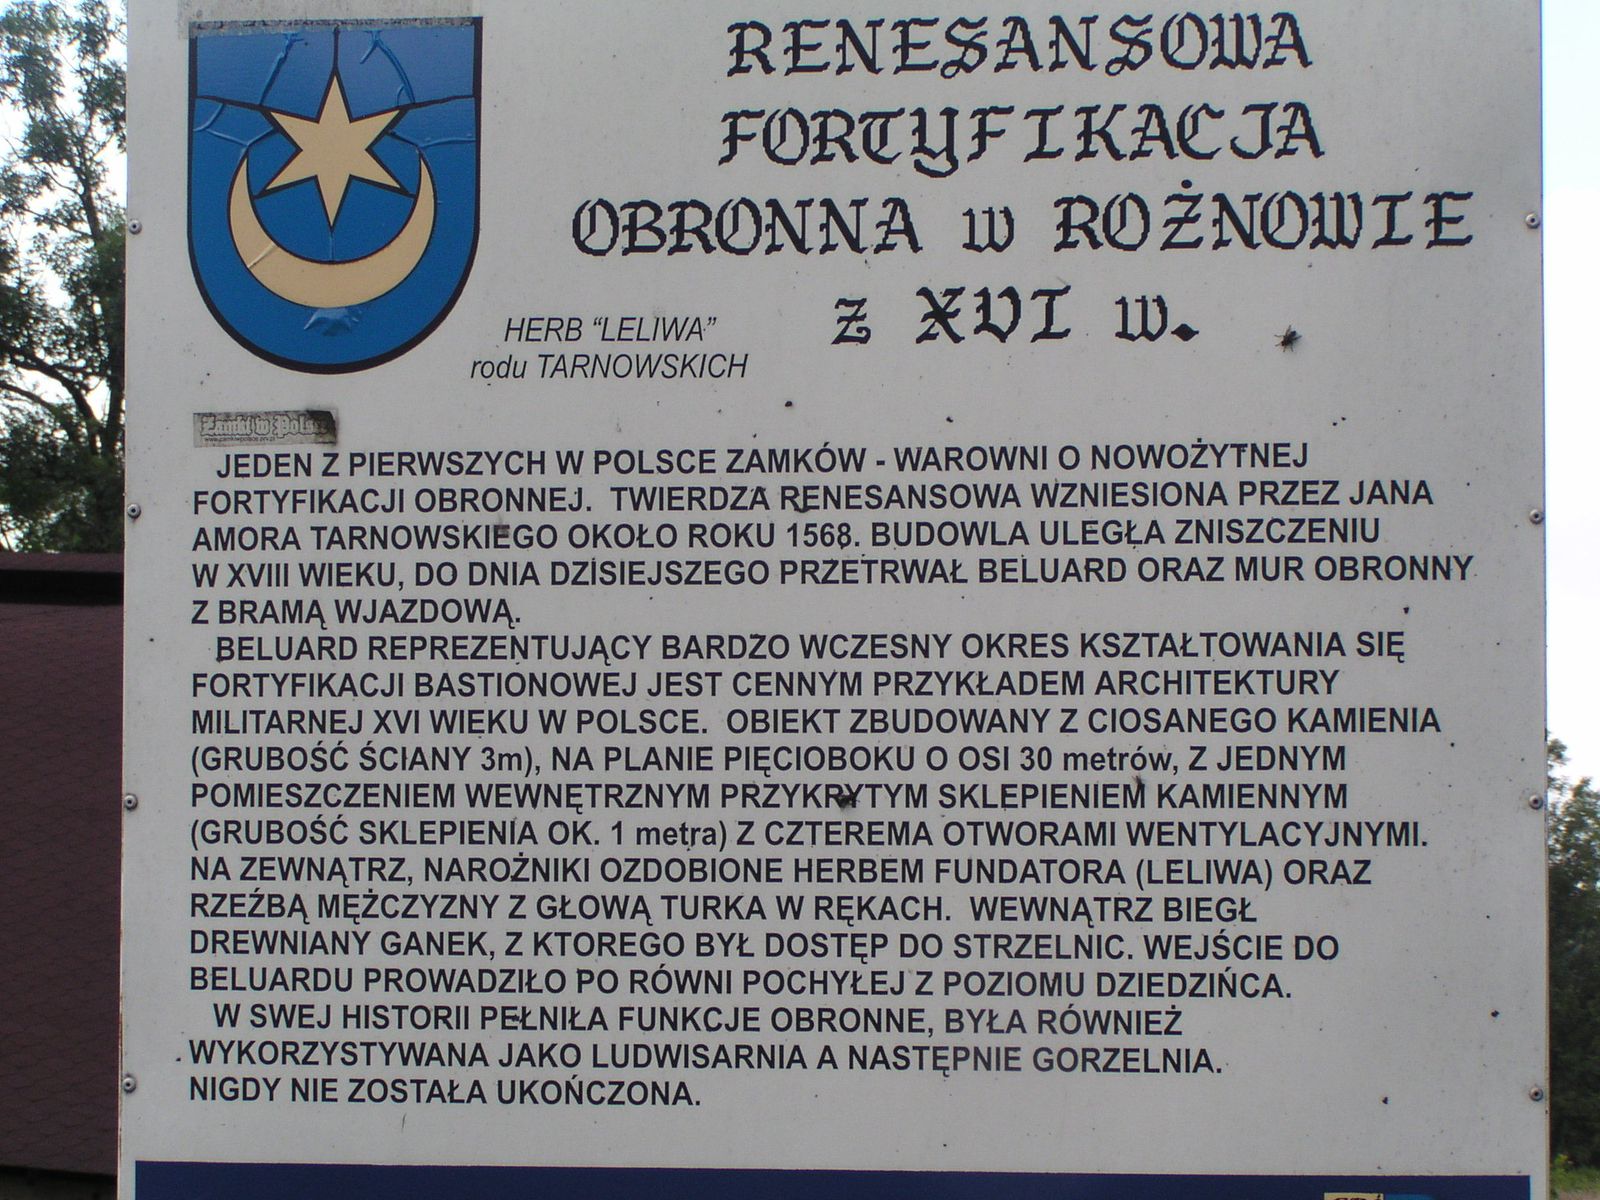 RENESANSOWA
FORTYFIKACJA
OBRONNA w ROŻNOWIE
z XVI w.
HERB "LELIWA"
rodu TARNOWSKICH
Zamki w Pols
JEDEN Z PIERWSZYCH W POLSCE ZAMKÓW - WAROWNI O NOWOŻYTNEJ
FORTYFIKACJI OBRONNEJ. TWIERDZA RENESANSOWA WZNIESIONA PRZEZ JANA
AMORA TARNOWSKIEGO OKOŁO ROKU 1568. BUDOWLA ULEGŁA ZNISZCZENIU
W XVIII WIEKU, DO DNIA DZISIEJSZEGO PRZETRWAŁ BELUARD ORAZ MUR OBRONNY
Z BRAMĄ WJAZDOWĄ.
BELUARD REPREZENTUJĄCY BARDZO WCZESNY OKRES KSZTAŁTOWANIA SIĘ
FORTYFIKACJI BASTIONOWEJ JEST CENNYM PRZYKŁADEM ARCHITEKTURY
MILITARNEJ XVI WIEKU W POLSCE. OBIEKT ZBUDOWANY Z CIOSANEGO KAMIENIA
(GRUBOŚĆ ŚCIANY 3m), NA PLANIE PIĘCIOBOKU O OSI 30 metrów, Z JEDNYM
POMIESZCZENIEM WEWNĘTRZNYM PRZYKRYTYM SKLEPIENIEM KAMIENNYM
(GRUBOŚĆ SKLEPIENIA OK. 1 metra) Z CZTEREMA OTWORAMI WENTYLACYJNYMI.
NA ZEWNĄTRZ, NAROŻNIKI OZDOBIONE HERBEM FUNDATORA (LELIWA) ORAZ
RZEŹBĄ MĘŻCZYZNY Z GŁOWĄ TURKA W RĘKACH. WEWNĄTRZ BIEGŁ
DREWNIANY GANEK, Z KTOREGO BYŁ DOSTĘP DO STRZELNIC. WEJŚCIE DO
BELUARDU PROWADZIŁO PO RÓWNI POCHYŁEJ Z POZIOMU DZIEDZIŃCA.
W SWEJ HISTORII PEŁNIŁA FUNKCJE OBRONNE, BYŁA RÓWNIEŻ
WYKORZYSTYWANA JAKO LUDWISARNIA A NASTĘPNIE GORZELNIA.
NIGDY NIE ZOSTAŁA UKOŃCZONA.